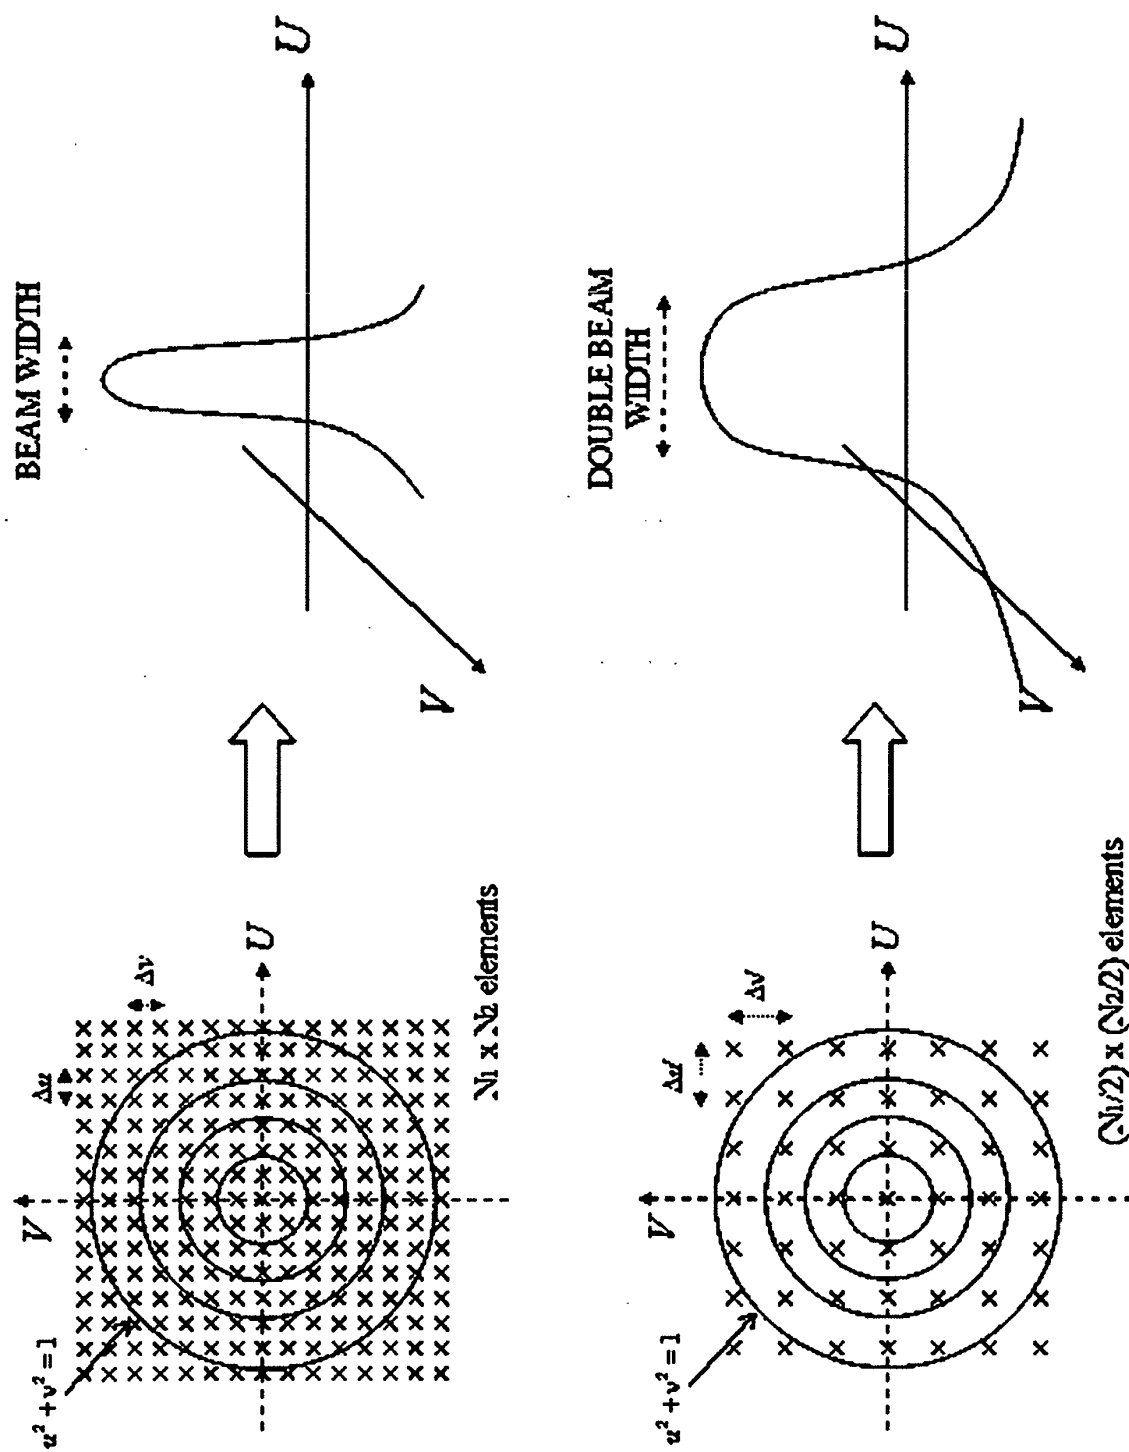 u² + v² = 1
V
Δu
Δv
U
N1 x N2 elements
BEAM WIDTH
U
V
u² + v² = 1
V
Δu'
Δv'
U
(N1/2) x (N2/2) elements
DOUBLE BEAM
WIDTH
U
V